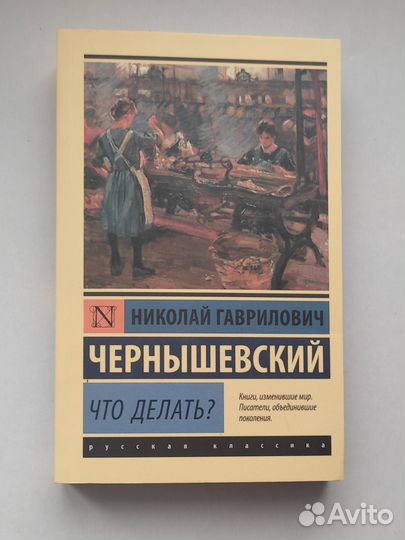 N
НИКОЛАЙ ГАВРИЛОВИЧ
ЧЕРНЫШЕВСКИЙ
ЧТО ДЕЛАТЬ?
Книги, изменившие мир.
Писатели, объединившие
поколения.
русская классика
Avito